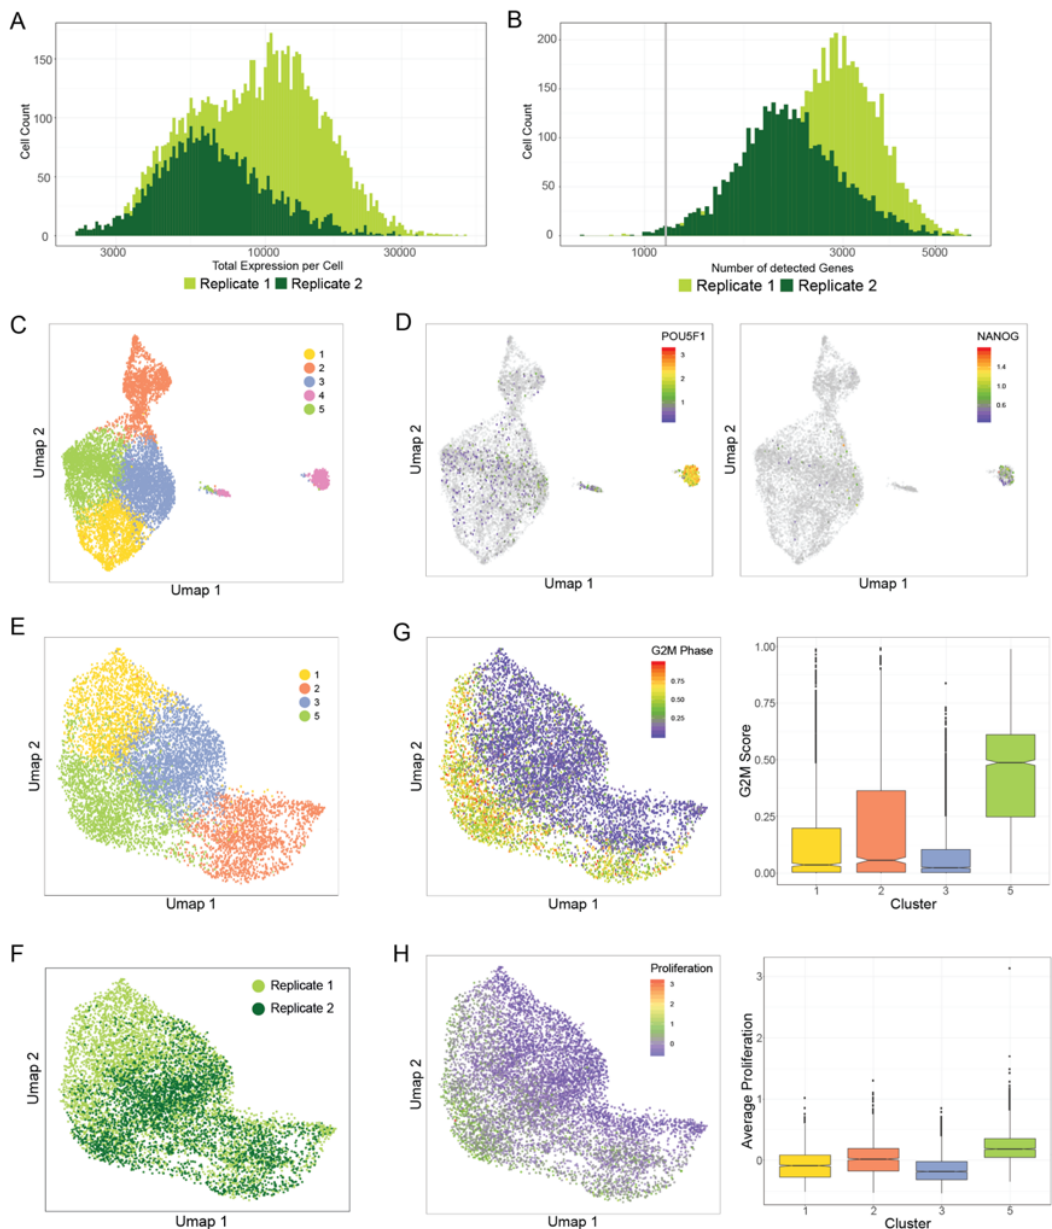 A
150
100
50
0
Cell Count
3000
10000
30000
Total Expression per Cell
Replicate 1
Replicate 2
B
200
150
100
50
0
Cell Count
1000
3000
5000
Number of detected Genes
Replicate 1
Replicate 2
C
1
2
3
4
5
Umap 2
Umap 1
D
POU5F1
3
2
1
Umap 2
Umap 1
NANOG
1.4
1.0
0.6
Umap 2
Umap 1
E
1
2
3
5
Umap 2
Umap 1
G
G2M Phase
0.75
0.50
0.25
Umap 2
Umap 1
1.00
0.75
0.50
0.25
0.00
G2M Score
1
2
3
5
Cluster
F
Replicate 1
Replicate 2
Umap 2
Umap 1
H
Proliferation
3
2
1
0
Umap 2
Umap 1
3
2
1
0
Average Proliferation
1
2
3
5
Cluster